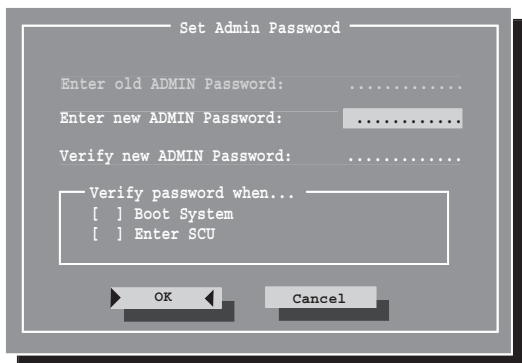 Set Admin Password
Enter old ADMIN Password: .............
Enter new ADMIN Password: ............
Verify new ADMIN Password: .............
Verify password when...
[ ] Boot System
[ ] Enter SCU
OK Cancel